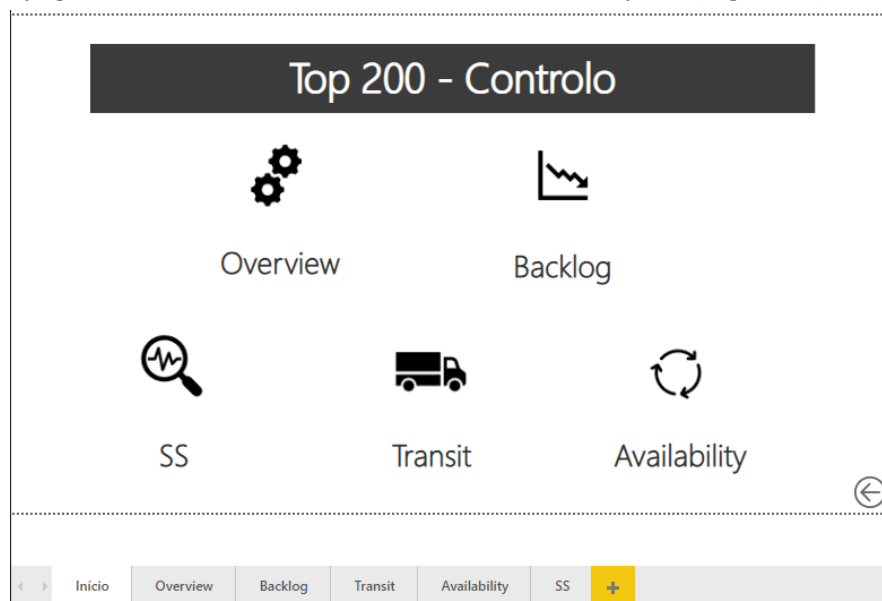 Top 200 - Controlo
Overview Backlog
SS Transit Availability
Início Overview Backlog Transit Availability SS +